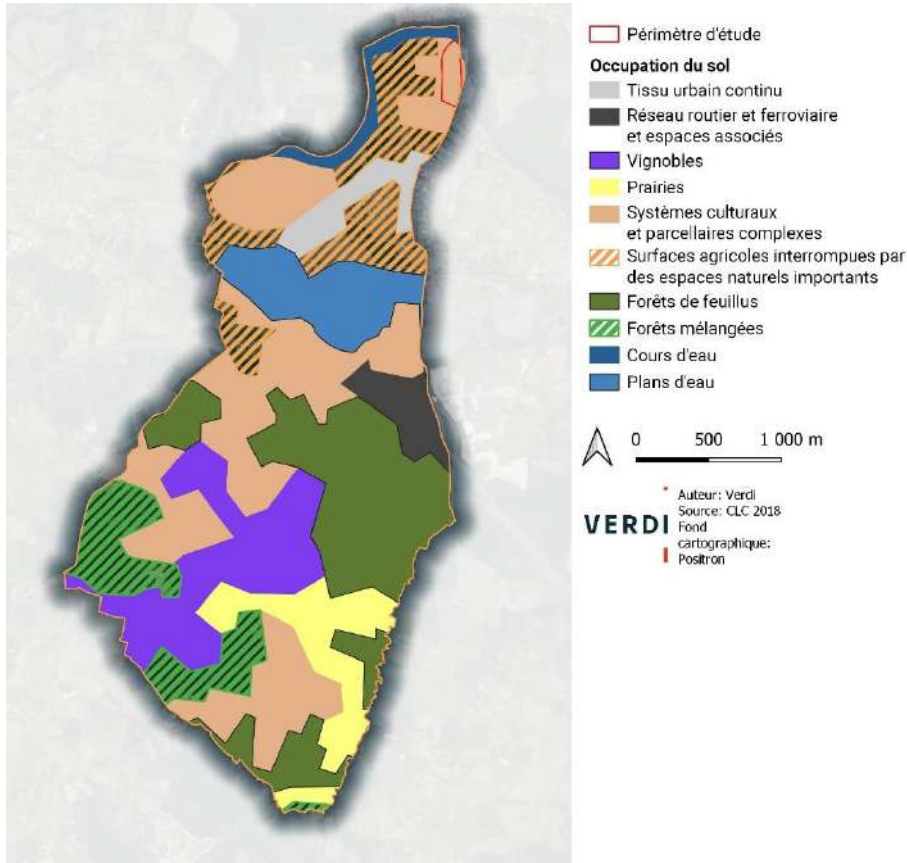 Périmètre d'étude
Occupation du sol
Tissu urbain continu
Réseau routier et ferroviaire
et espaces associés
Vignobles
Prairies
Systèmes culturaux
et parcellaires complexes
Surfaces agricoles interrompues par
des espaces naturels importants
Forêts de feuillus
Forêts mélangées
Cours d'eau
Plans d'eau
0 500 1 000 m
VERDI
Auteur: Verdi
Source: CLC 2018
Fond
cartographique:
Positron